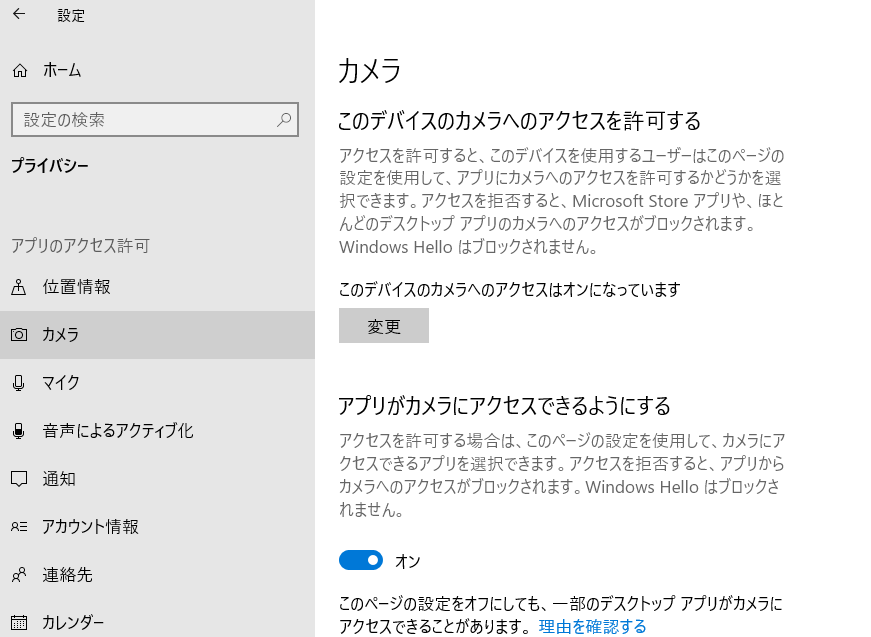 設定
ホーム
設定の検索
プライバシー
アプリのアクセス許可
位置情報
カメラ
マイク
音声によるアクティブ化
通知
アカウント情報
連絡先
カレンダー
カメラ
このデバイスのカメラへのアクセスを許可する
アクセスを許可すると、このデバイスを使用するユーザーはこのページの
設定を使用して、アプリにカメラへのアクセスを許可するかどうかを選
択できます。アクセスを拒否すると、Microsoft Store アプリや、ほと
んどのデスクトップ アプリのカメラへのアクセスがブロックされます。
Windows Hello はブロックされません。
このデバイスのカメラへのアクセスはオンになっています
変更
アプリがカメラにアクセスできるようにする
アクセスを許可する場合は、このページの設定を使用して、カメラにア
クセスできるアプリを選択できます。アクセスを拒否すると、アプリから
カメラへのアクセスがブロックされます。Windows Hello はブロックさ
れません。
オン
このページの設定をオフにしても、一部のデスクトップ アプリがカメラに
アクセスできることがあります。理由を確認する